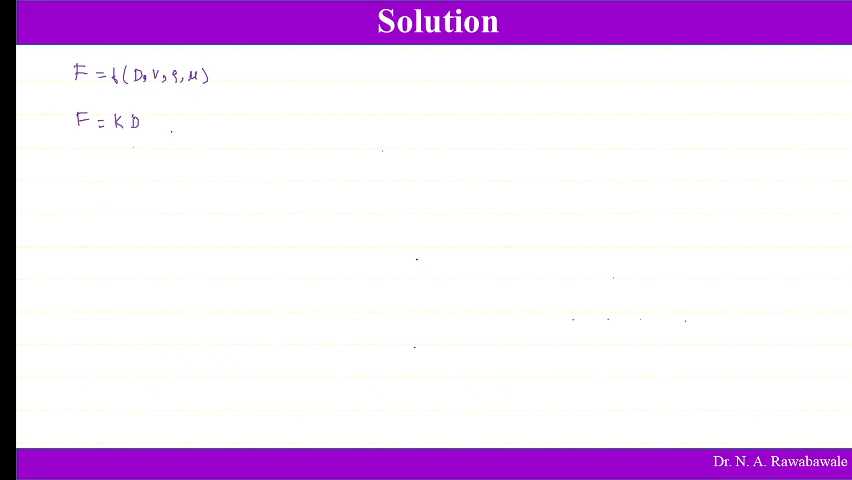 Solution
F = f(D, V, ρ, μ)
F = K D
Dr. N. A. Rawabawale